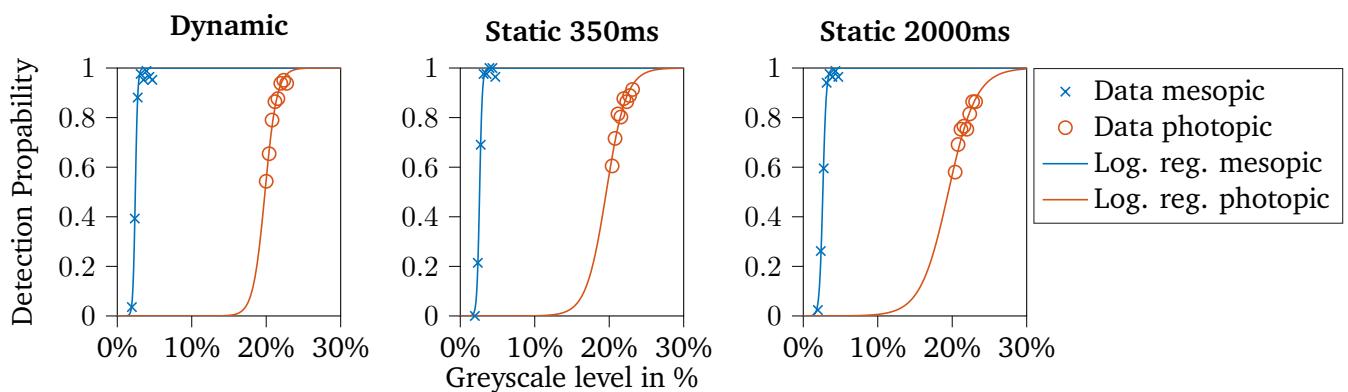 Dynamic
Static 350ms
Static 2000ms
Detection Propability
1
0.8
0.6
0.4
0.2
0
0% 10% 20% 30%
1
0.8
0.6
0.4
0.2
0
0% 10% 20% 30%
1
0.8
0.6
0.4
0.2
0
0% 10% 20% 30%
Greyscale level in %
Data mesopic
Data photopic
Log. reg. mesopic
Log. reg. photopic